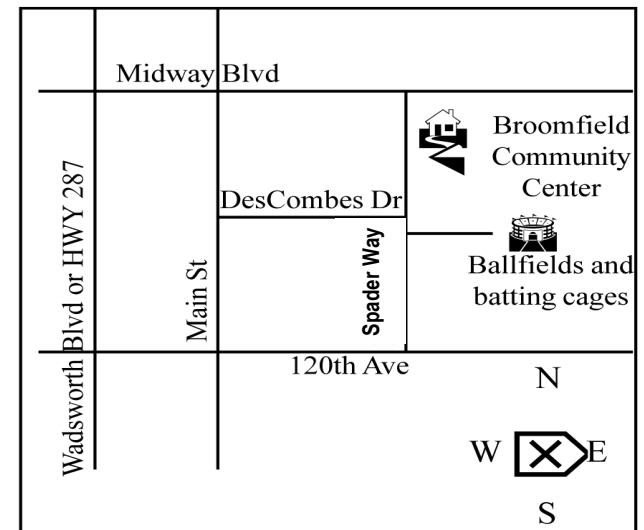 Midway Blvd
Broomfield
Community
Center
Wadsworth Blvd or HWY 287
DesCombes Dr
Main St
Spader Way
Ballfields and
batting cages
120th Ave
N
W
E
S